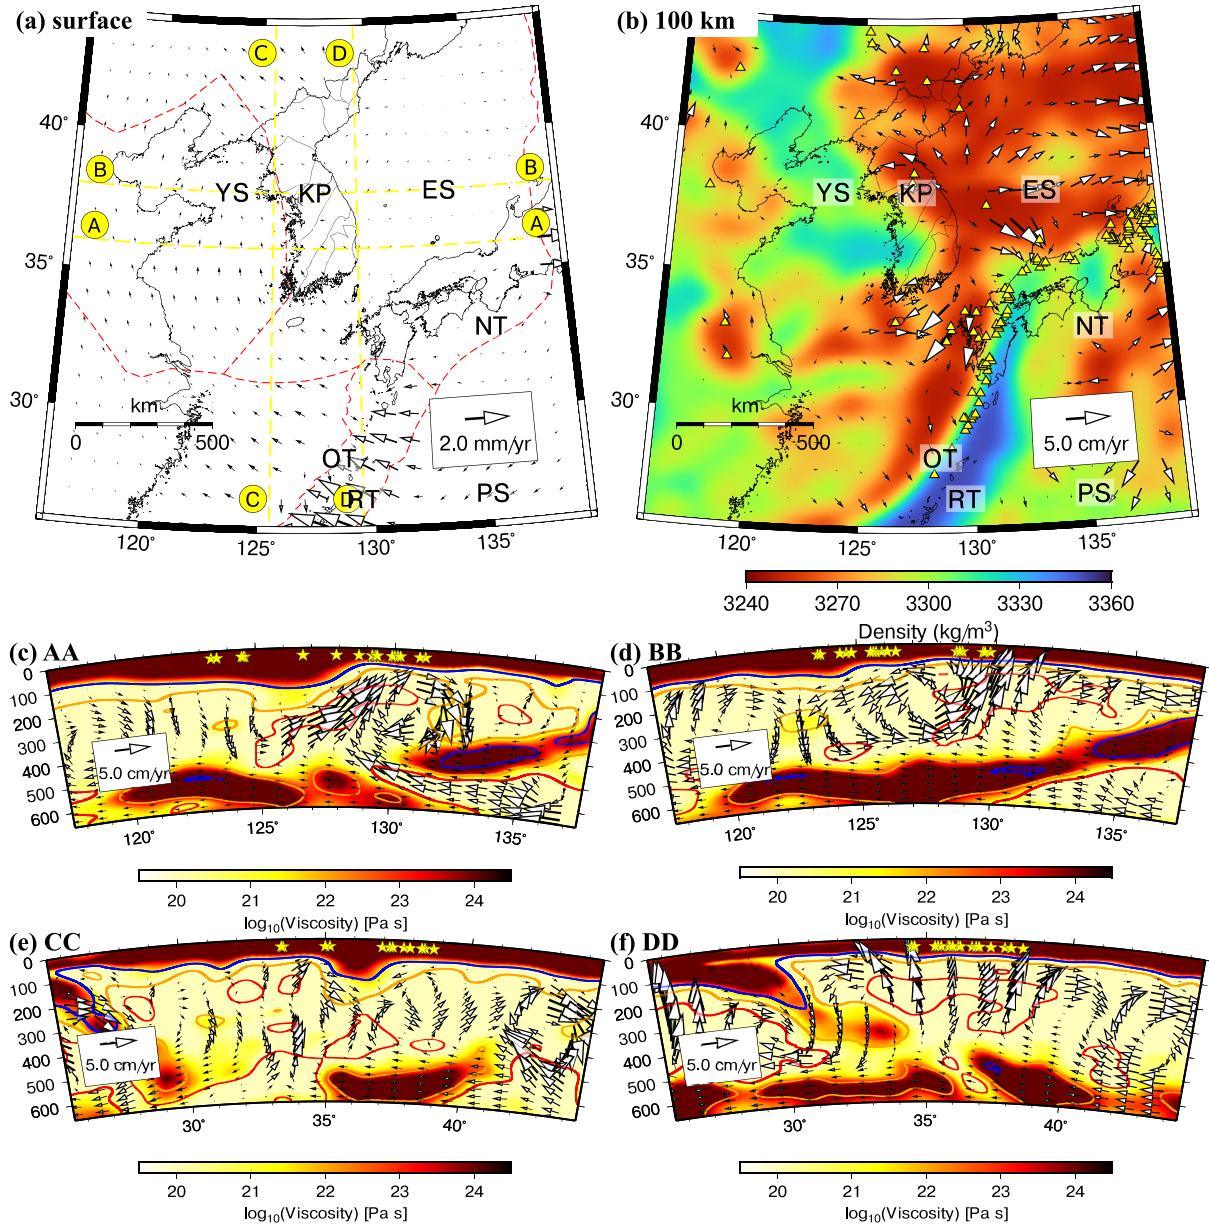 (a) surface
C
D
40°
B
B
YS
KP
ES
A
A
35°
NT
30°
km
0
500
2.0 mm/yr
OT
C
D
RT
PS
120°
125°
130°
135°
(b) 100 km
40°
YS
KP
ES
35°
NT
30°
km
0
500
5.0 cm/yr
OT
RT
PS
120°
125°
130°
135°
3240
3270
3300
3330
3360
Density (kg/m³)
(c) AA
0
100
200
300
400
500
600
5.0 cm/yr
120°
125°
130°
135°
20
21
22
23
24
log₁₀(Viscosity) [Pa s]
(d) BB
0
100
200
300
400
500
600
5.0 cm/yr
120°
125°
130°
135°
20
21
22
23
24
log₁₀(Viscosity) [Pa s]
(e) CC
0
100
200
300
400
500
600
5.0 cm/yr
30°
35°
40°
20
21
22
23
24
log₁₀(Viscosity) [Pa s]
(f) DD
0
100
200
300
400
500
600
5.0 cm/yr
30°
35°
40°
20
21
22
23
24
log₁₀(Viscosity) [Pa s]